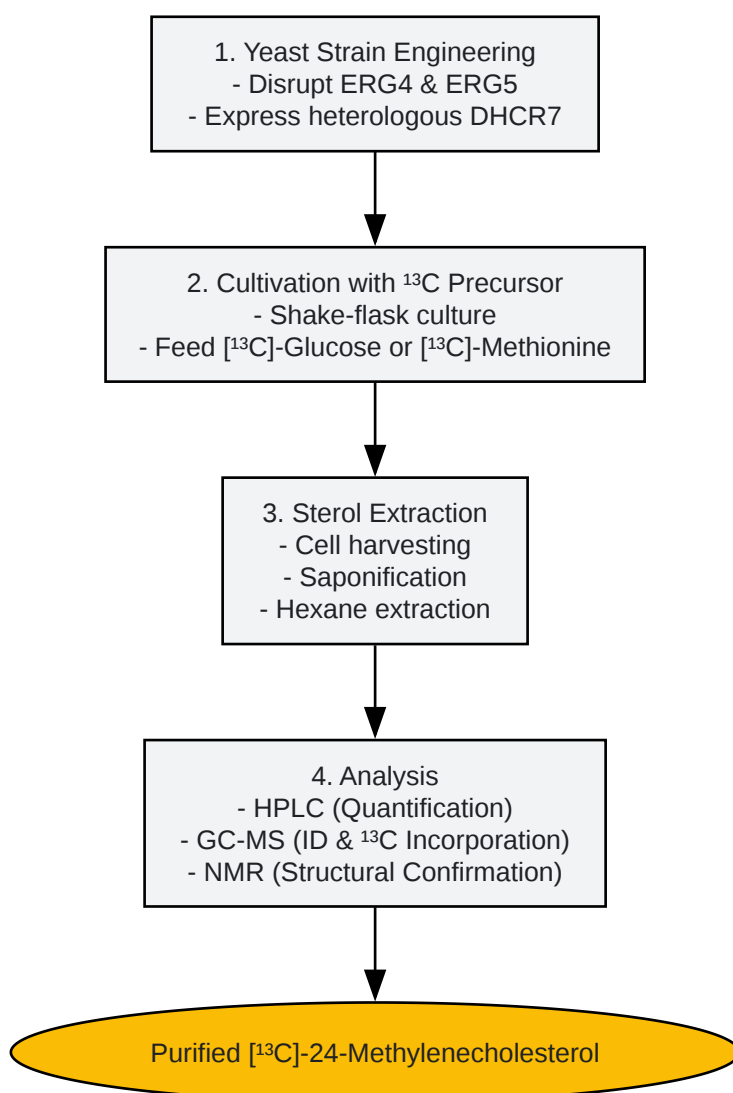 1. Yeast Strain Engineering
- Disrupt ERG4 & ERG5
- Express heterologous DHCR7
2. Cultivation with ¹³C Precursor
- Shake-flask culture
- Feed [¹³C]-Glucose or [¹³C]-Methionine
3. Sterol Extraction
- Cell harvesting
- Saponification
- Hexane extraction
4. Analysis
- HPLC (Quantification)
- GC-MS (ID & ¹³C Incorporation)
- NMR (Structural Confirmation)
Purified [¹³C]-24-Methylenecholesterol